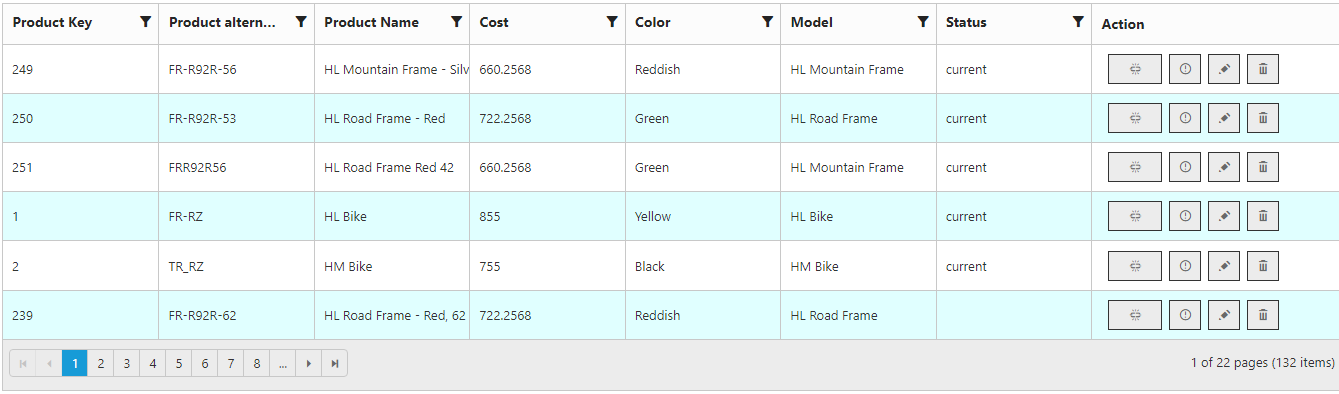 Product Key Product altern... Product Name Cost Color Model Status Action
249 FR-R92R-56 HL Mountain Frame - Silv 660.2568 Reddish HL Mountain Frame current
250 FR-R92R-53 HL Road Frame - Red 722.2568 Green HL Road Frame current
251 FRR92R56 HL Road Frame Red 42 660.2568 Green HL Mountain Frame current
1 FR-RZ HL Bike 855 Yellow HL Bike current
2 TR_RZ HM Bike 755 Black HM Bike current
239 FR-R92R-62 HL Road Frame - Red, 62 722.2568 Reddish HL Road Frame
1 2 3 4 5 6 7 8 ... 1 of 22 pages (132 items)